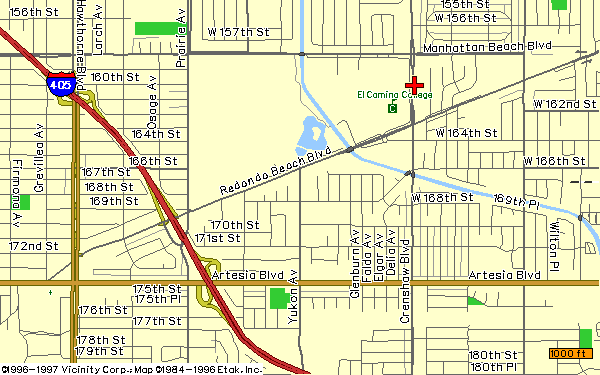 156th St
Hawthorne Blvd
Larch Av
Prairie Av
W 157th St
155th St
W 156th St
Manhattan Beach Blvd
405
160th St
Osage Av
El Camino College
C
W 162nd St
164th St
W 164th St
Grevillea Av
Firmona Av
166th St
W 166th St
167th St
168th St
169th St
Redondo Beach Blvd
W 168th St
169th Pl
170th St
171st St
172nd St
Glenburn Av
Falda Av
Elgar Av
Delia Av
Crenshaw Blvd
Wilton Pl
Artesia Blvd
Artesia Blvd
Yukon Av
175th St
175th Pl
176th St
177th St
178th St
179th St
180th St
180th Pl
1000 ft
©1996-1997 Vicinity Corp., Map ©1984-1996 Etak, Inc.